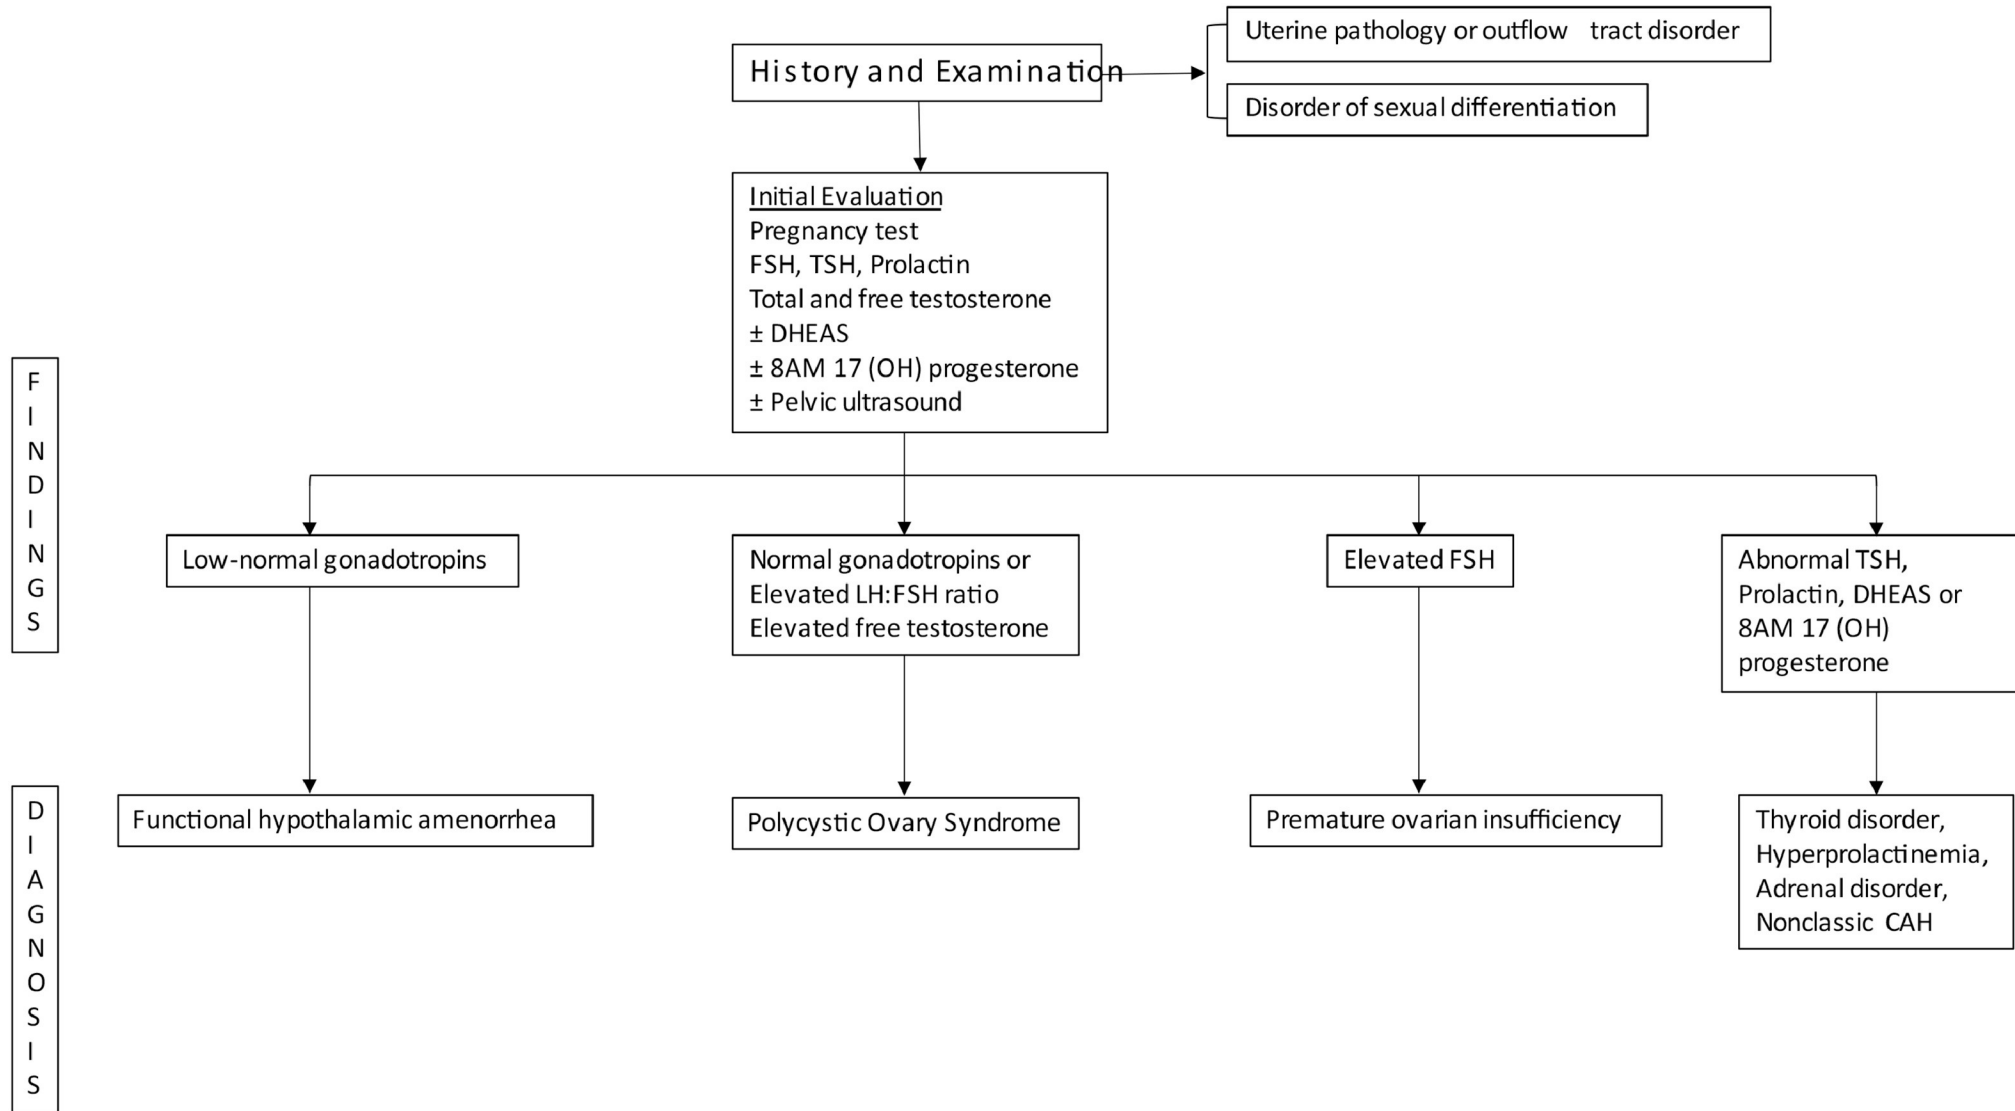 History and Examination
Uterine pathology or outflow tract disorder
Disorder of sexual differentiation
Initial Evaluation
Pregnancy test
FSH, TSH, Prolactin
Total and free testosterone
± DHEAS
± 8AM 17 (OH) progesterone
± Pelvic ultrasound
F
I
N
D
I
N
G
S
Low-normal gonadotropins
Normal gonadotropins or
Elevated LH:FSH ratio
Elevated free testosterone
Elevated FSH
Abnormal TSH,
Prolactin, DHEAS or
8AM 17 (OH)
progesterone
D
I
A
G
N
O
S
I
S
Functional hypothalamic amenorrhea
Polycystic Ovary Syndrome
Premature ovarian insufficiency
Thyroid disorder,
Hyperprolactinemia,
Adrenal disorder,
Nonclassic CAH